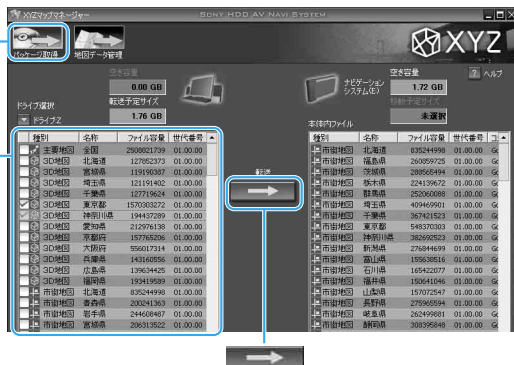 XYZマップマネージャー SONY HDD AV NAVI SYSTEM
パッケージ取得 地図データ管理 XYZ
空き容量 空き容量 ? ヘルプ
0.00 GB ナビゲーションシステム(E) 1.72 GB
転送予定サイズ 移動予定サイズ
ドライブ選択 1.76 GB 未選択
ドライブZ 本体内ファイル
種別 名称 ファイル容量 世代番号 種別 名称 ファイル容量 世代番号 コ
主要地図 全国 2508021739 01.00.00 市街地図 北海道 835244998 01.00.00 Gc
3D地図 北海道 127852373 01.00.00 市街地図 福島県 260859725 01.00.00 Gc
3D地図 宮城県 119190387 01.00.00 市街地図 茨城県 288565494 01.00.00 Gc
3D地図 埼玉県 121191402 01.00.00 市街地図 栃木県 224139672 01.00.00 Gc
3D地図 千葉県 127719624 01.00.00 転送 市街地図 群馬県 252060088 01.00.00 Gc
3D地図 東京都 1570303272 01.00.00 市街地図 埼玉県 409469901 01.00.00 Gc
3D地図 神奈川県 194437289 01.00.00 市街地図 千葉県 367421523 01.00.00 Gc
3D地図 愛知県 212976138 01.00.00 市街地図 東京都 548370303 01.00.00 Gc
3D地図 京都府 157765206 01.00.00 市街地図 神奈川県 382692523 01.00.00 Gc
3D地図 大阪府 556017314 01.00.00 市街地図 新潟県 276844699 01.00.00 Gc
3D地図 兵庫県 143160556 01.00.00 市街地図 富山県 155638516 01.00.00 Gc
3D地図 広島県 139634425 01.00.00 市街地図 石川県 165422077 01.00.00 Gc
3D地図 福岡県 193419589 01.00.00 市街地図 福井県 150641046 01.00.00 Gc
市街地図 北海道 835244998 01.00.00 市街地図 山梨県 157072547 01.00.00 Gc
市街地図 青森県 200241363 01.00.00 市街地図 長野県 275965594 01.00.00 Gc
市街地図 岩手県 244608487 01.00.00 市街地図 岐阜県 262499881 01.00.00 Gc
市街地図 宮城県 206313522 01.00.00 市街地図 静岡県 308395848 01.00.00 Gc